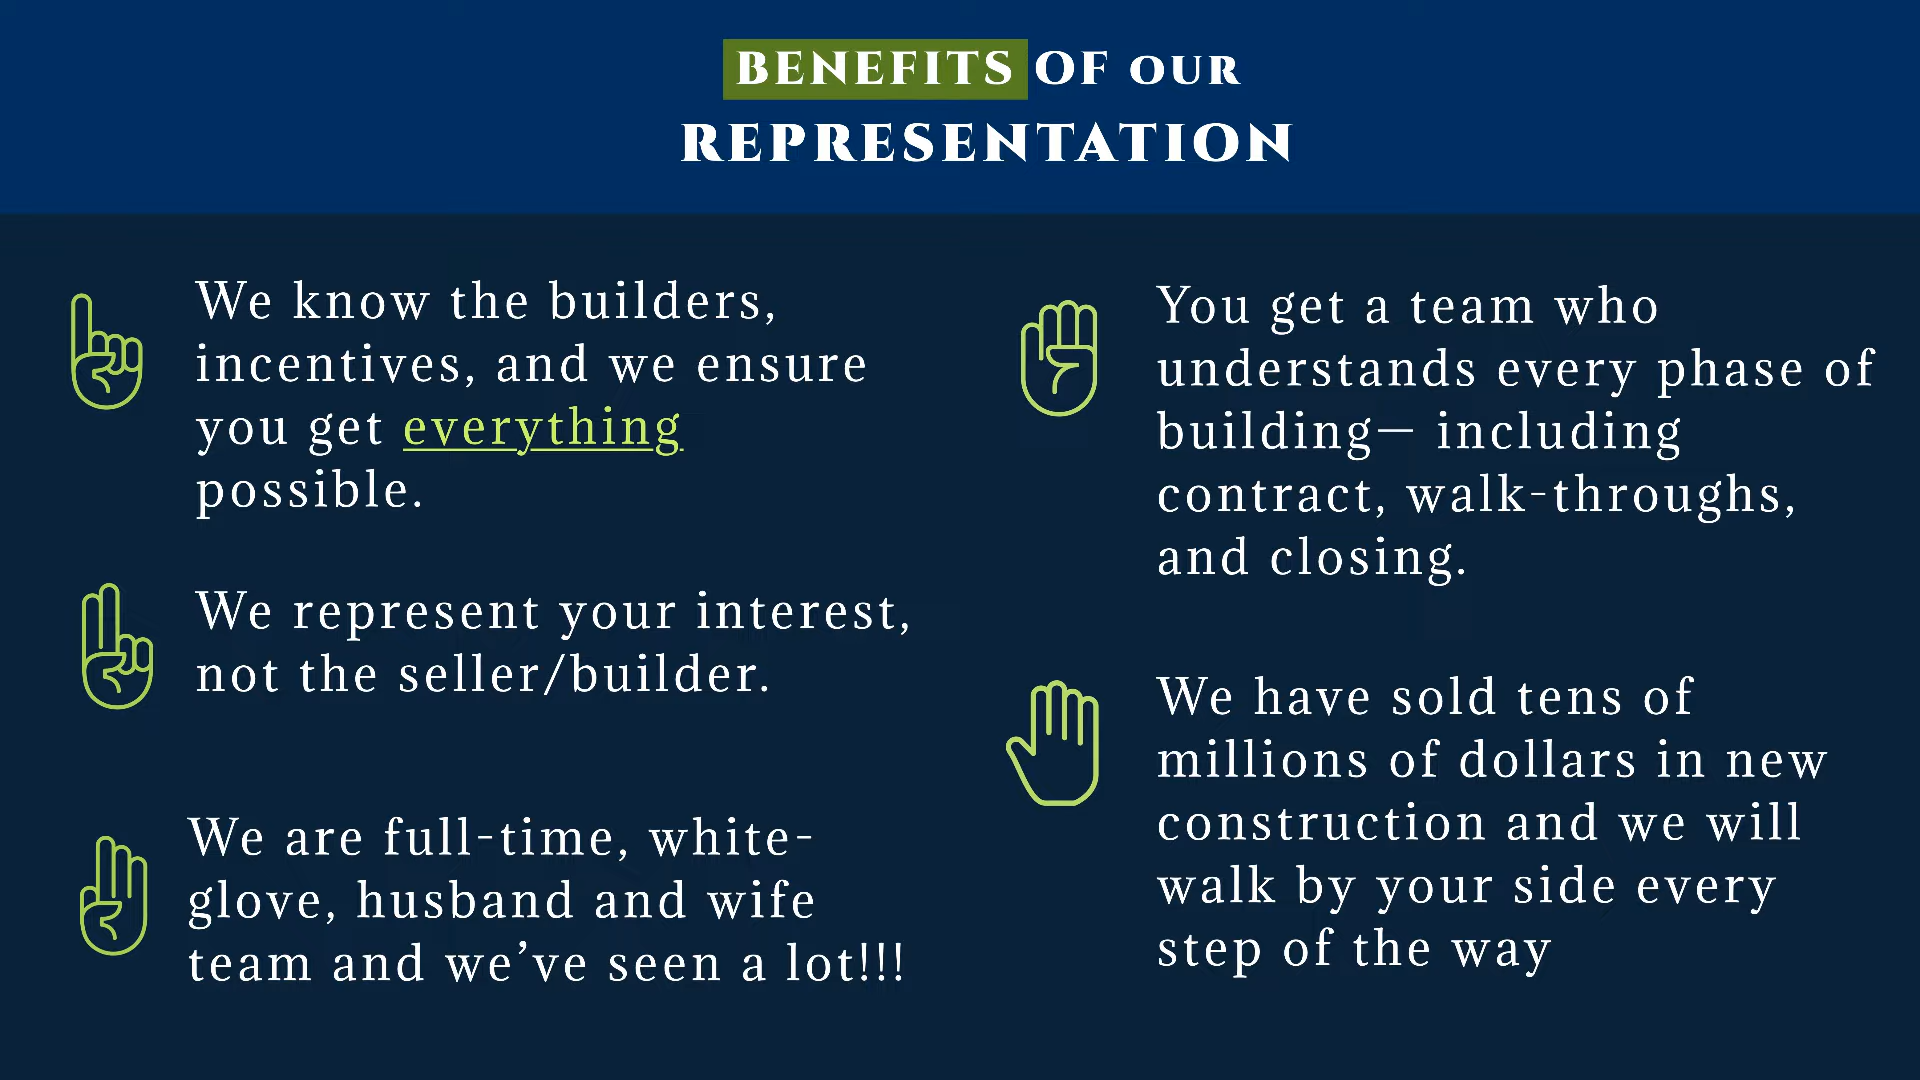 BENEFITS OF OUR
REPRESENTATION
We know the builders,
incentives, and we ensure
you get everything
possible.
We represent your interest,
not the seller/builder.
We are full-time, white-
glove, husband and wife
team and we’ve seen a lot!!!
You get a team who
understands every phase of
building— including
contract, walk-throughs,
and closing.
We have sold tens of
millions of dollars in new
construction and we will
walk by your side every
step of the way